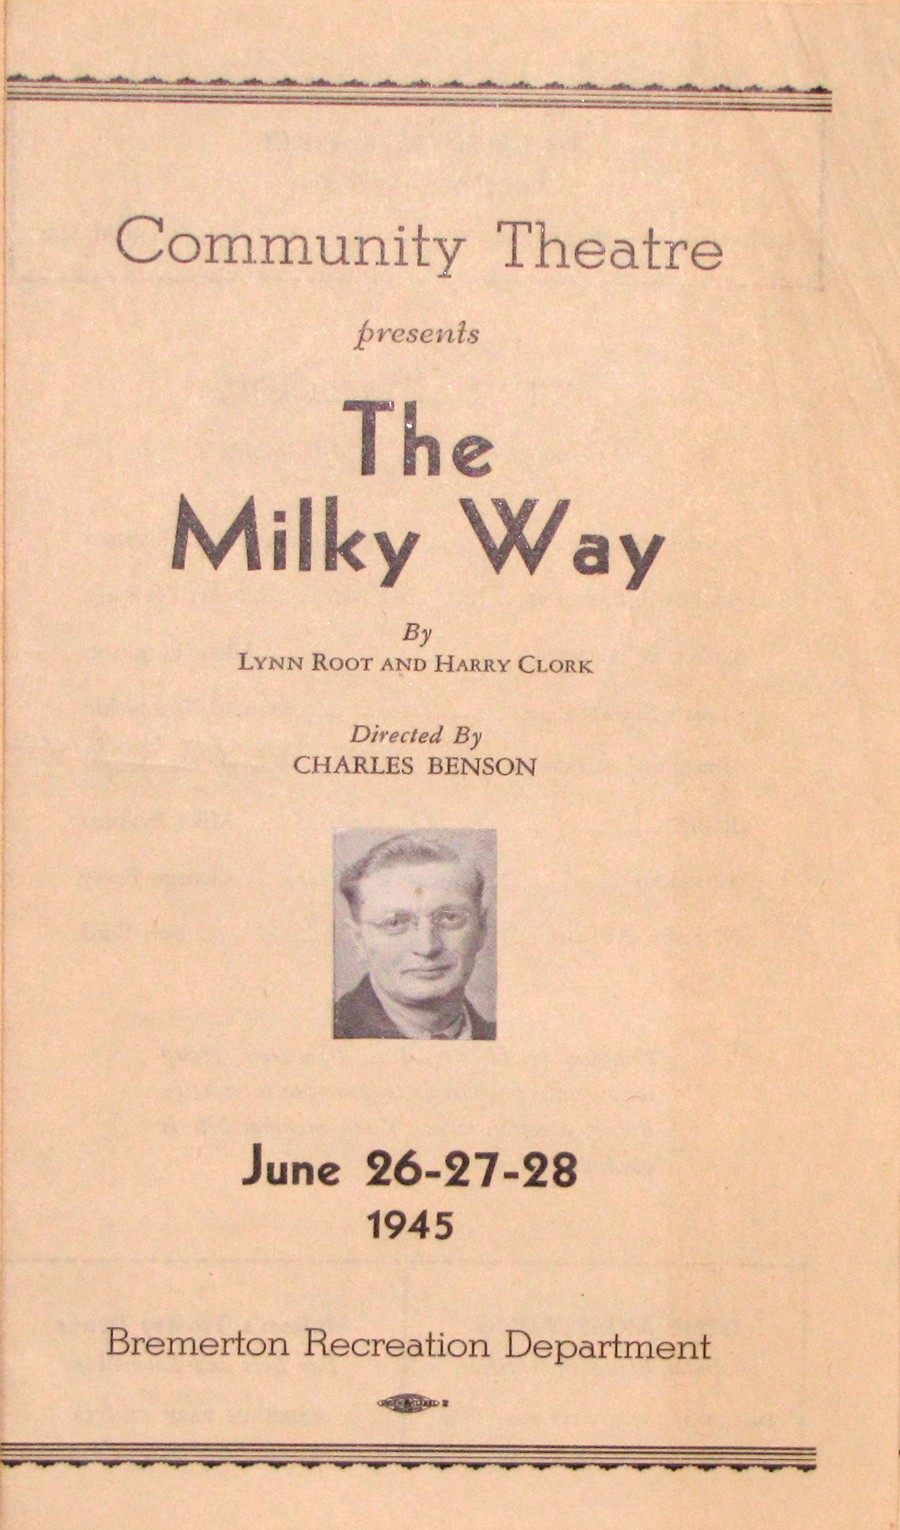 Community Theatre
presents
The
Milky Way
By
LYNN ROOT AND HARRY CLORK
Directed By
CHARLES BENSON
June 26-27-28
1945
Bremerton Recreation Department